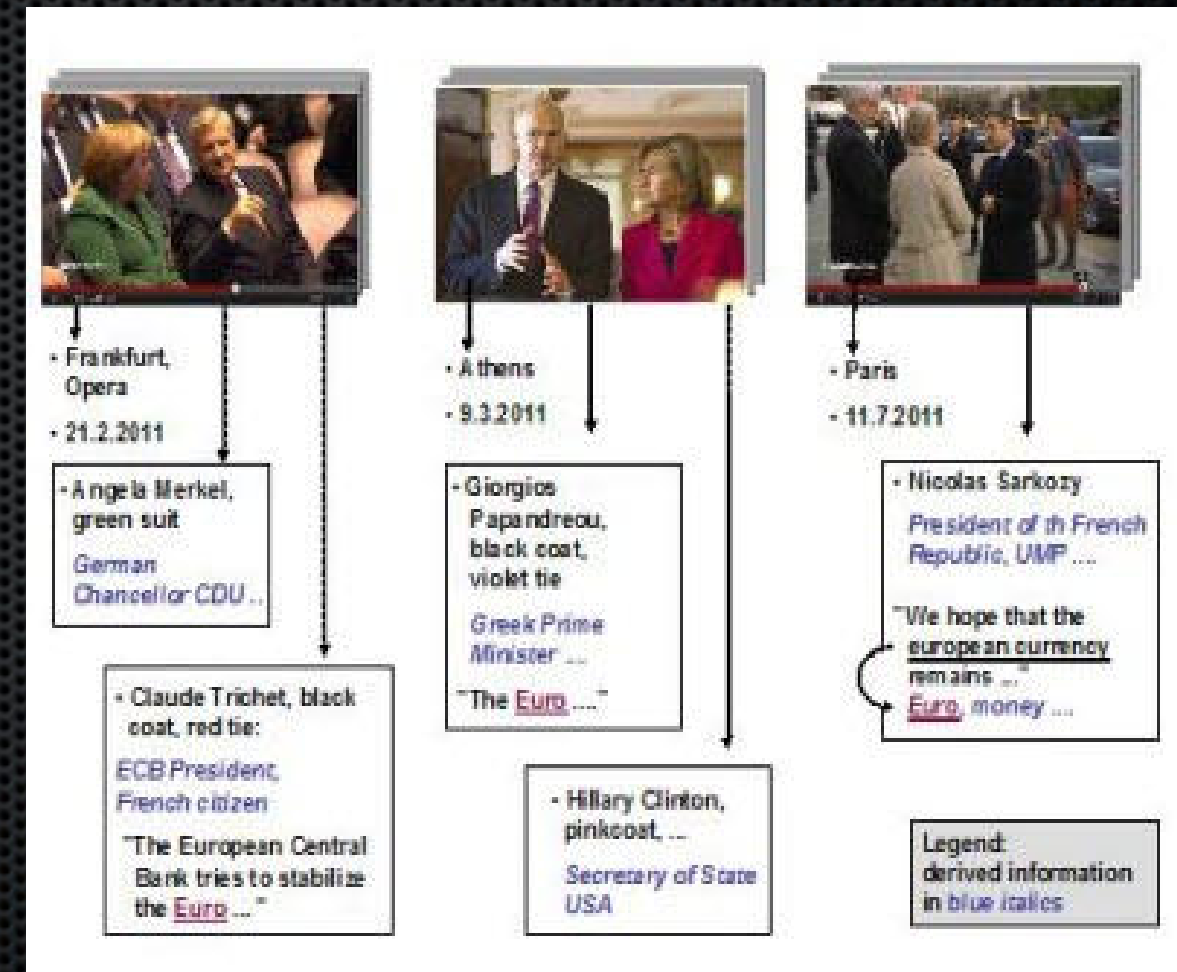 • Frankfurt,
Opera
• 21.2.2011
• Angela Merkel,
green suit
German
Chancellor CDU ..
• Claude Trichet, black
coat, red tie:
ECB President,
French citizen
"The European Central
Bank tries to stabilize
the Euro ... "
• Athens
• 9.3.2011
• Giorgios
Papandreou,
black coat,
violet tie
Greek Prime
Minister ....
"The Euro ...."
• Hillary Clinton,
pinkcoat, ...
Secretary of State
USA
• Paris
• 11.7.2011
• Nicolas Sarkozy
President of th French
Republic, UMP ....
"We hope that the
european currency
remains ..."
Euro, money ....
Legend:
derived information
in blue italics